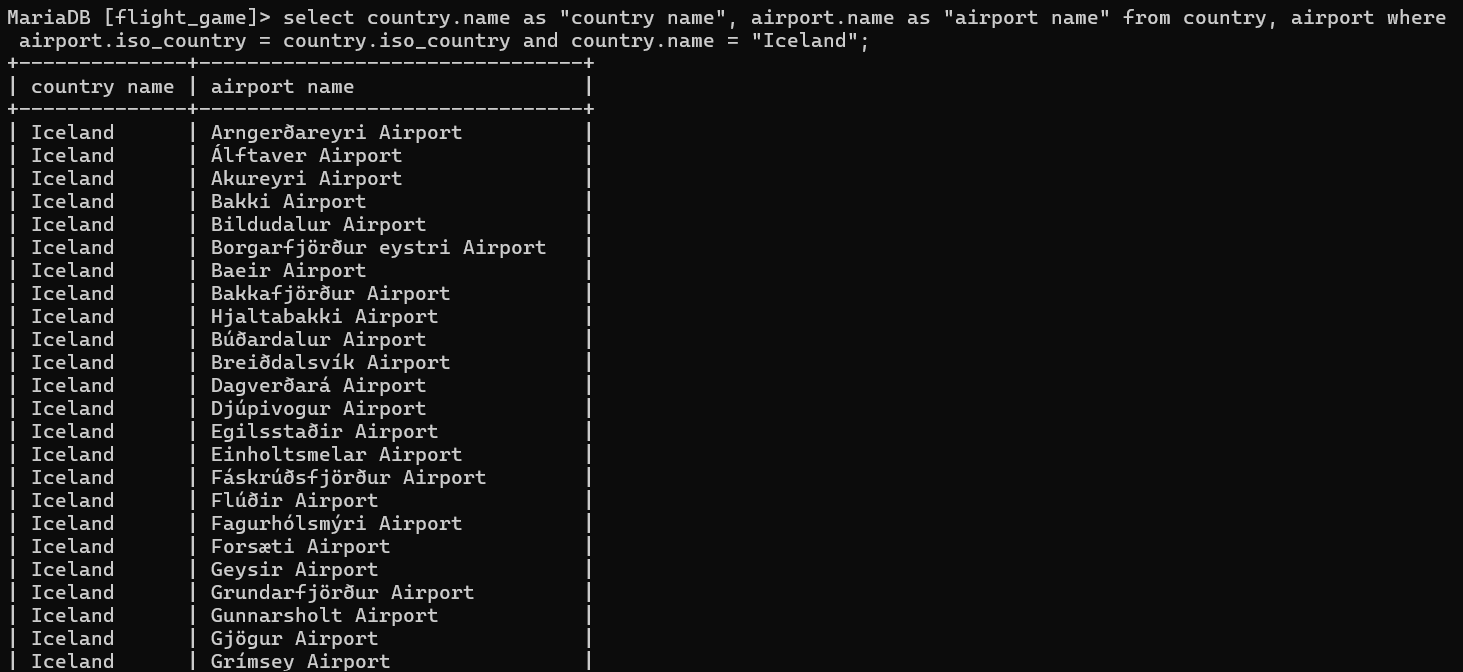 MariaDB [flight_game]> select country.name as "country name", airport.name as "airport name" from country, airport where
 airport.iso_country = country.iso_country and country.name = "Iceland";
+--------------+--------------------------------+
| country name | airport name                   |
+--------------+--------------------------------+
| Iceland      | Arngerðareyri Airport          |
| Iceland      | Álftaver Airport               |
| Iceland      | Akureyri Airport               |
| Iceland      | Bakki Airport                  |
| Iceland      | Bildudalur Airport             |
| Iceland      | Borgarfjörður eystri Airport   |
| Iceland      | Baeir Airport                  |
| Iceland      | Bakkafjörður Airport           |
| Iceland      | Hjaltabakki Airport            |
| Iceland      | Búðardalur Airport             |
| Iceland      | Breiðdalsvík Airport           |
| Iceland      | Dagverðará Airport             |
| Iceland      | Djúpivogur Airport             |
| Iceland      | Egilsstaðir Airport            |
| Iceland      | Einholtsmelar Airport          |
| Iceland      | Fáskrúðsfjörður Airport        |
| Iceland      | Flúðir Airport                 |
| Iceland      | Fagurhólsmýri Airport          |
| Iceland      | Forsæti Airport                |
| Iceland      | Geysir Airport                 |
| Iceland      | Grundarfjörður Airport         |
| Iceland      | Gunnarsholt Airport            |
| Iceland      | Gjögur Airport                 |
| Iceland      | Grímsey Airport                |